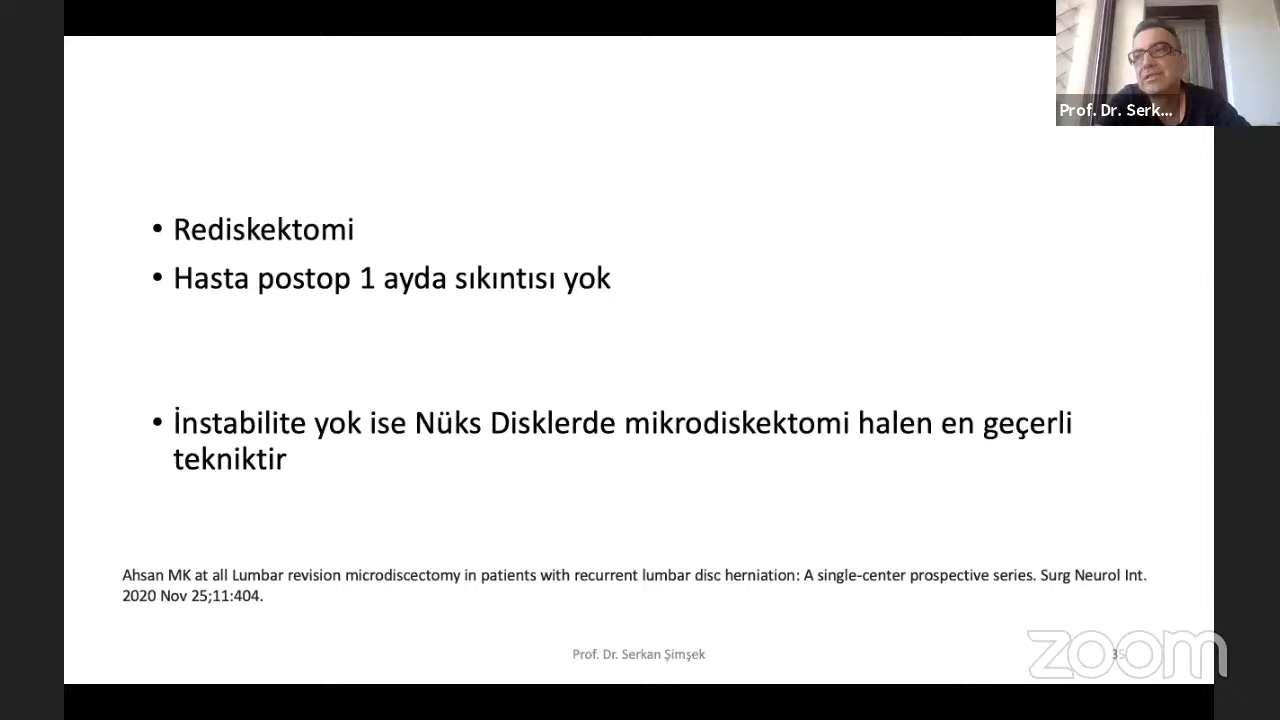 Prof. Dr. Serk...
• Rediskektomi
• Hasta postop 1 ayda sıkıntısı yok
• İnstabilite yok ise Nüks Disklerde mikrodiskektomi halen en geçerli
tekniktir
Ahsan MK at all Lumbar revision microdiscectomy in patients with recurrent lumbar disc herniation: A single-center prospective series. Surg Neurol Int.
2020 Nov 25;11:404.
Prof. Dr. Serkan Şimşek
35
zoom